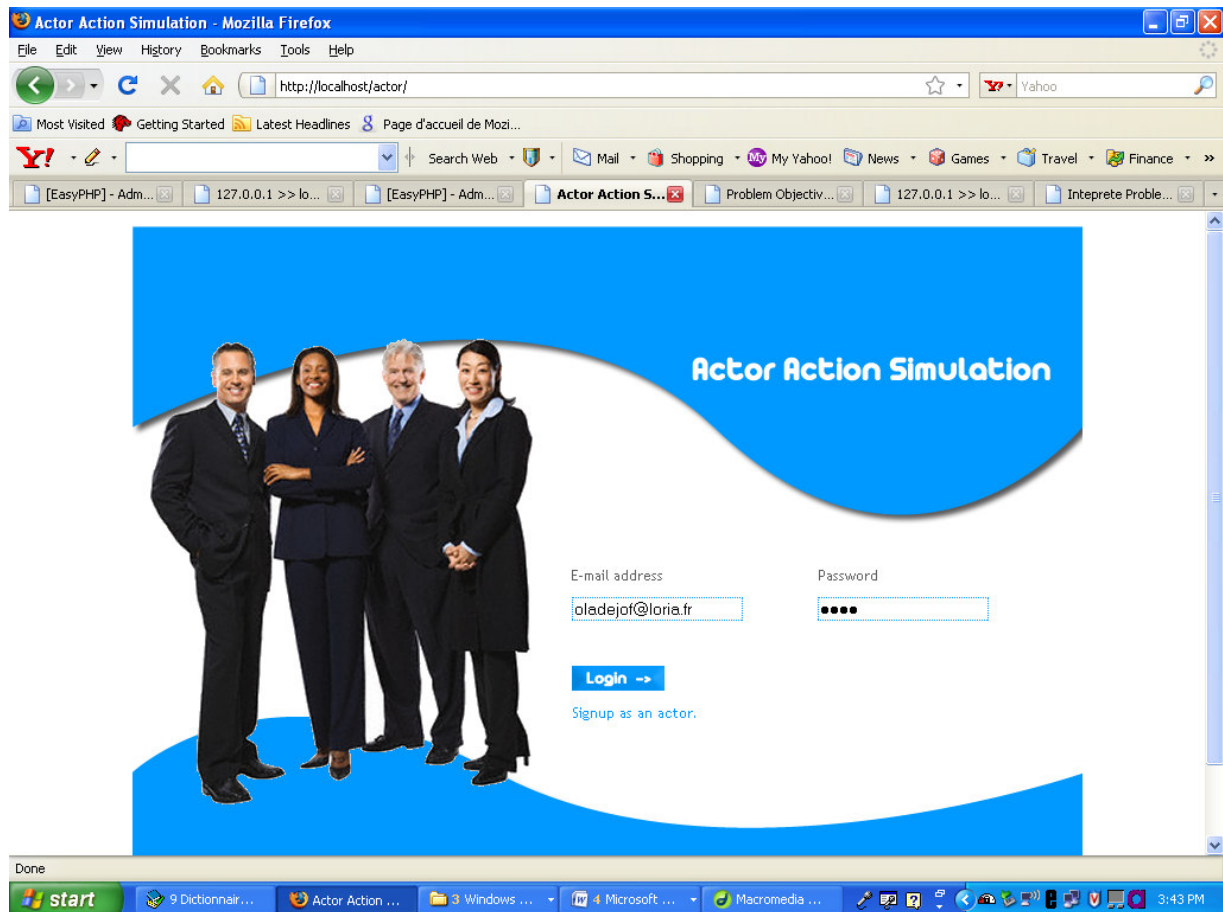 Actor Action Simulation - Mozilla Firefox
File Edit View History Bookmarks Tools Help
http://localhost/actor/
Yahoo
Most Visited Getting Started Latest Headlines Page d'accueil de Mozi...
Y! Search Web Mail Shopping My Yahoo! News Games Travel Finance »
[EasyPHP] - Adm... 127.0.0.1 >> lo... [EasyPHP] - Adm... Actor Action S... Problem Objectiv... 127.0.0.1 >> lo... Inteprete Proble...
Actor Action Simulation
E-mail address Password
oladejof@loria.fr ••••
Login ->
Signup as an actor.
Done
start 9 Dictionnair... Actor Action ... 3 Windows ... 4 Microsoft ... Macromedia ... 3:43 PM